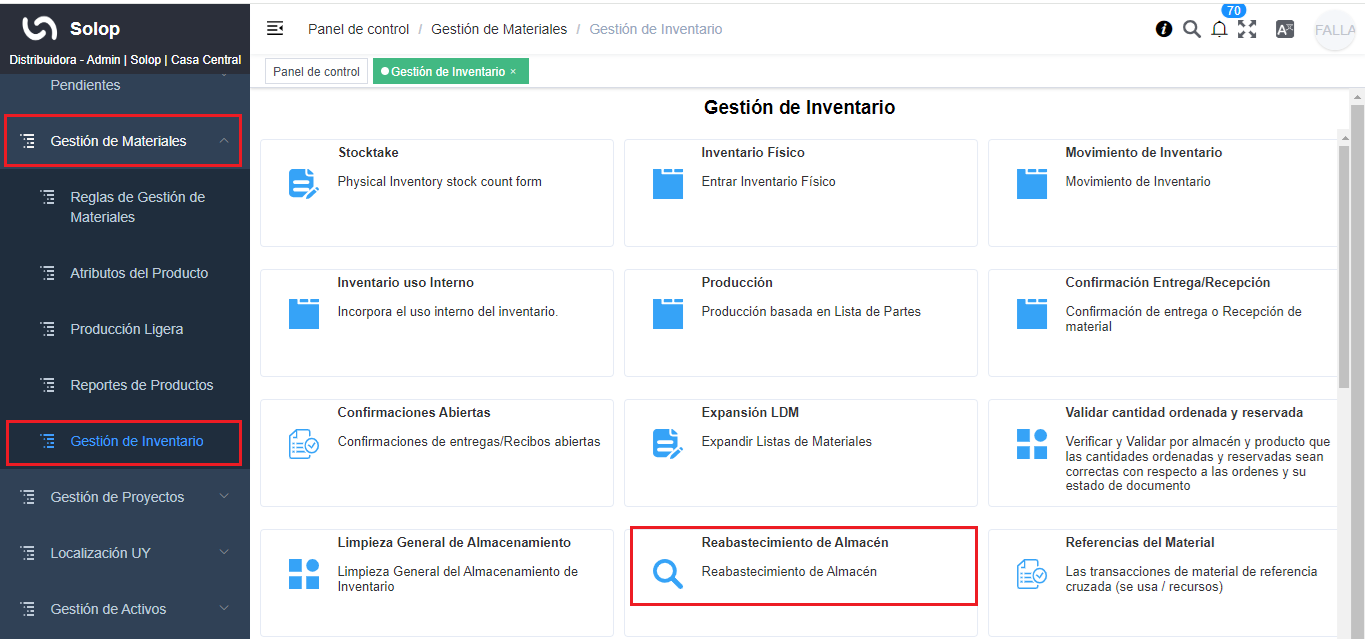 Solop
Distribuidora - Admin | Solop | Casa Central
Pendientes
Gestión de Materiales
Reglas de Gestión de
Materiales
Atributos del Producto
Producción Ligera
Reportes de Productos
Gestión de Inventario
Gestión de Proyectos
Localización UY
Gestión de Activos
Panel de control / Gestión de Materiales / Gestión de Inventario
70
FALLA
Panel de control
Gestión de Inventario ×
Gestión de Inventario
Stocktake
Physical Inventory stock count form
Inventario Físico
Entrar Inventario Físico
Movimiento de Inventario
Movimiento de Inventario
Inventario uso Interno
Incorpora el uso interno del inventario.
Producción
Producción basada en Lista de Partes
Confirmación Entrega/Recepción
Confirmación de entrega o Recepción de
material
Confirmaciones Abiertas
Confirmaciones de entregas/Recibos abiertas
Expansión LDM
Expandir Listas de Materiales
Validar cantidad ordenada y reservada
Verificar y Validar por almacén y producto que
las cantidades ordenadas y reservadas sean
correctas con respecto a las ordenes y su
estado de documento
Limpieza General de Almacenamiento
Limpieza General del Almacenamiento de
Inventario
Reabastecimiento de Almacén
Reabastecimiento de Almacén
Referencias del Material
Las transacciones de material de referencia
cruzada (se usa / recursos)